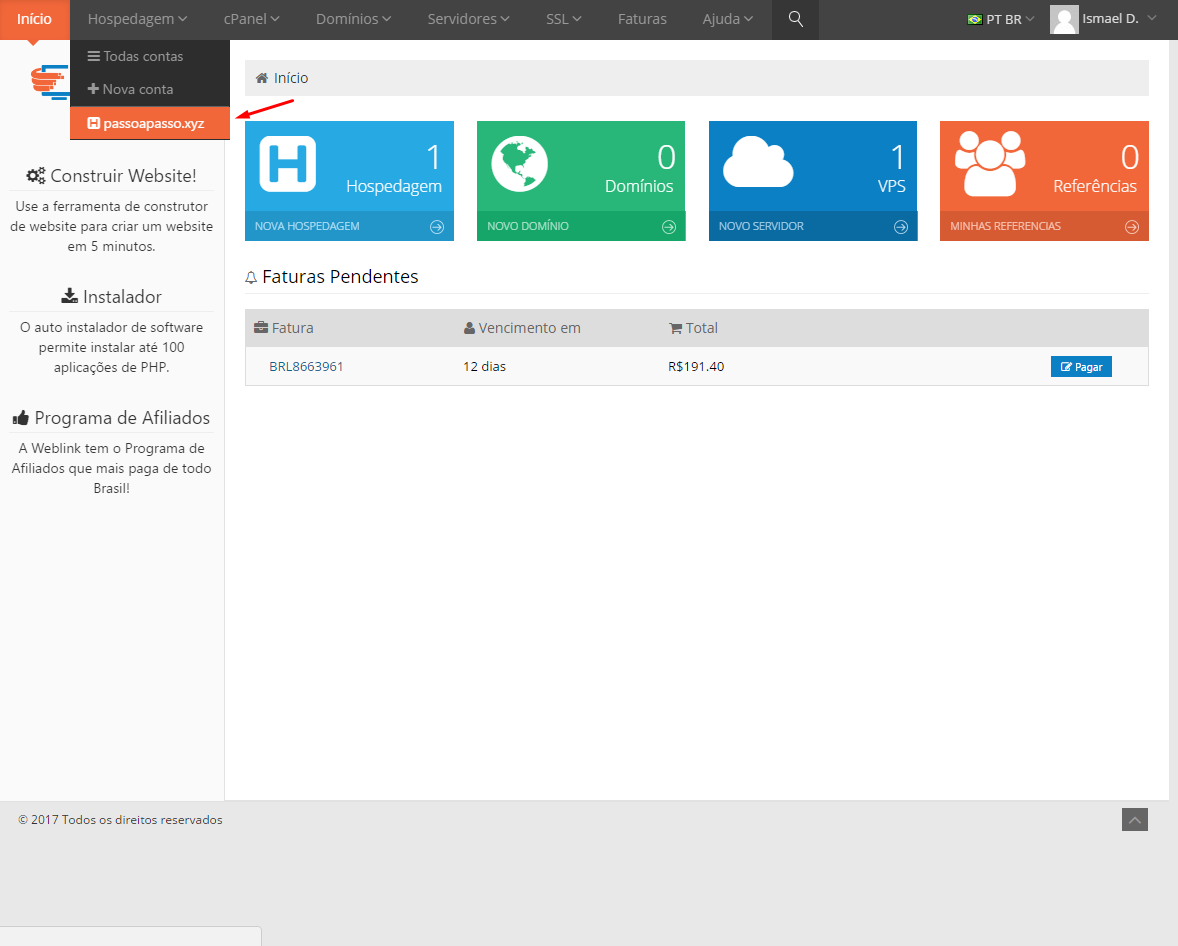 Início
Hospedagem
cPanel
Domínios
Servidores
SSL
Faturas
Ajuda
PT BR
Ismael D.
Todas contas
Nova conta
H passoapasso.xyz
Início
Construir Website!
Use a ferramenta de construtor
de website para criar um website
em 5 minutos.
Instalador
O auto instalador de software
permite instalar até 100
aplicações de PHP.
Programa de Afiliados
A Weblink tem o Programa de
Afiliados que mais paga de todo
Brasil!
H
1
Hospedagem
NOVA HOSPEDAGEM
0
Domínios
NOVO DOMÍNIO
1
VPS
NOVO SERVIDOR
0
Referências
MINHAS REFERENCIAS
Faturas Pendentes
Fatura
Vencimento em
Total
BRL8663961
12 dias
R$191.40
Pagar
© 2017 Todos os direitos reservados